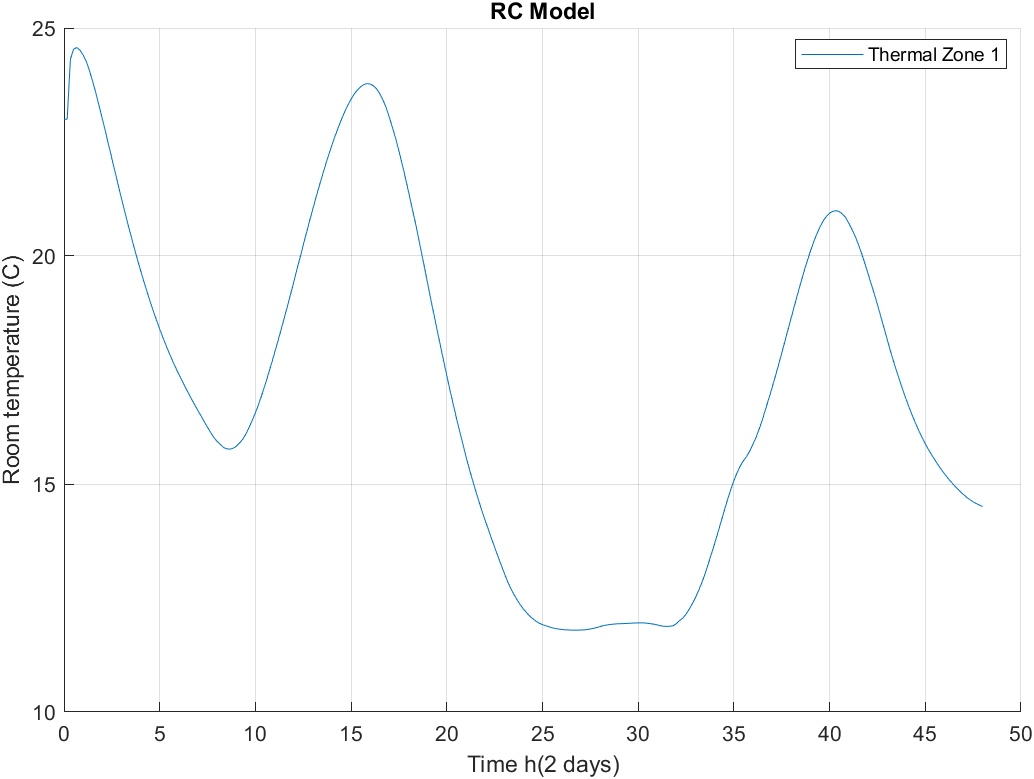 RC Model
Thermal Zone 1
Room temperature (C)
25
20
15
10
0 5 10 15 20 25 30 35 40 45 50
Time h(2 days)